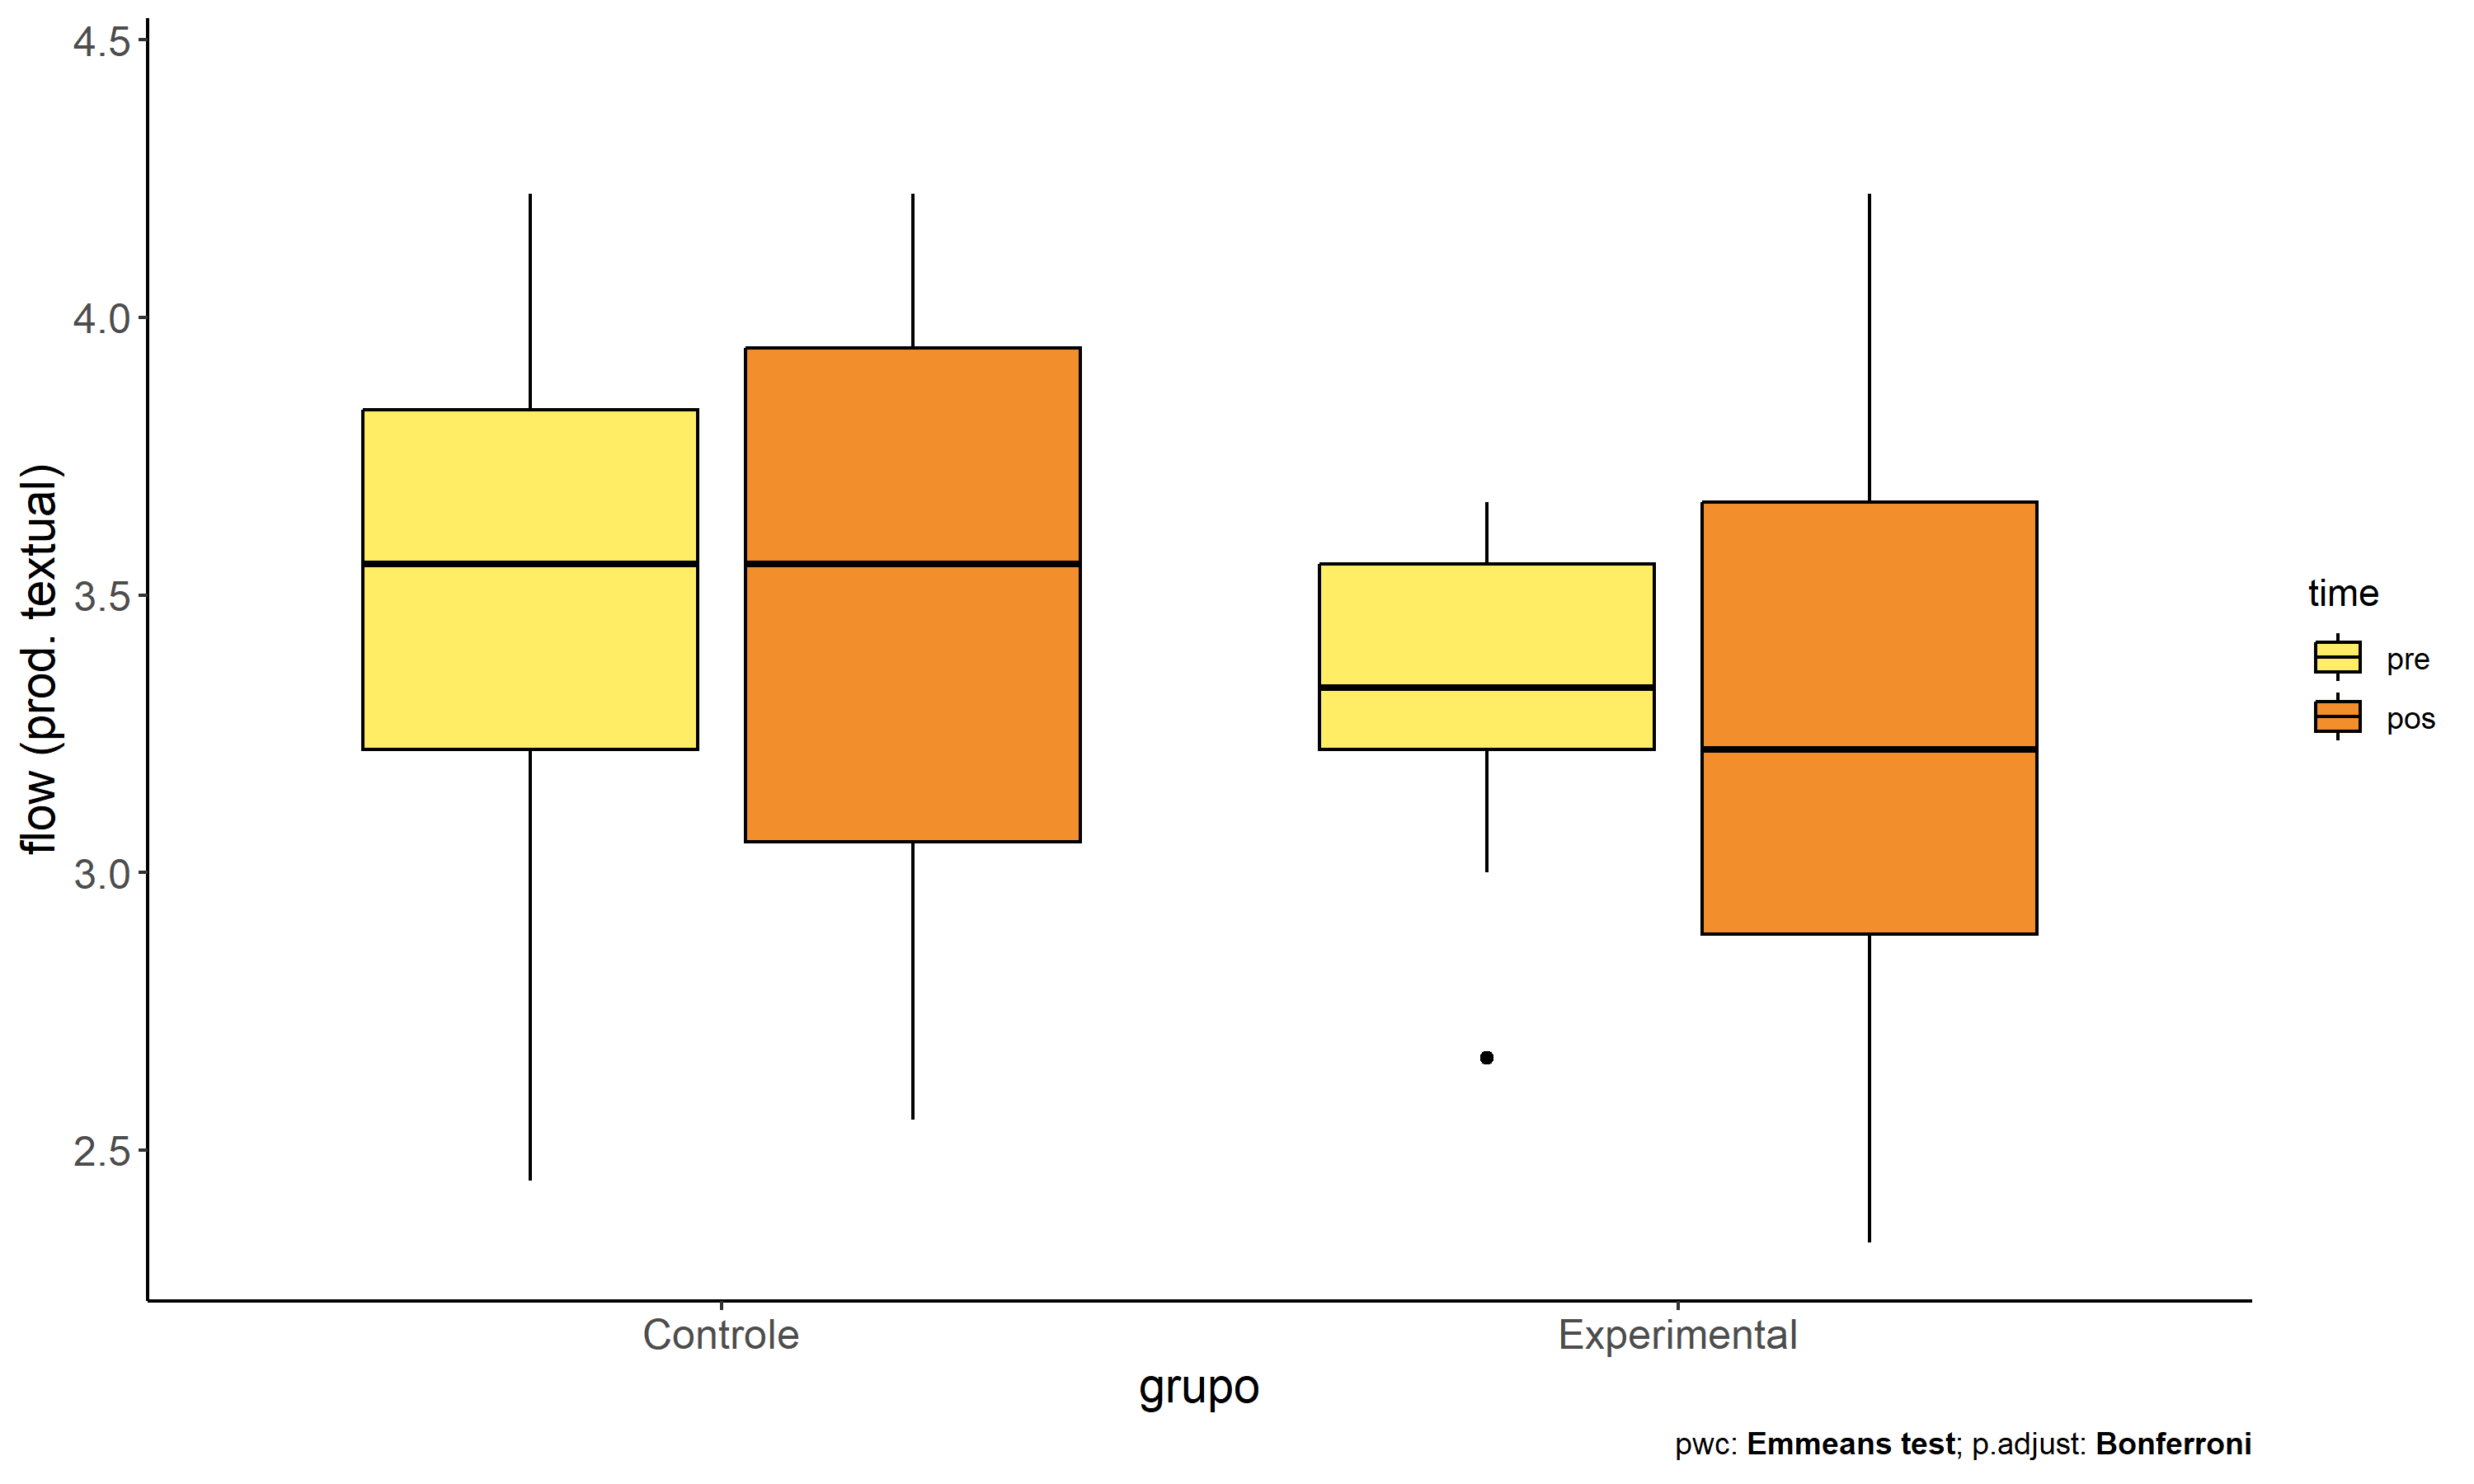 4.5
4.0
3.5
3.0
2.5
flow (prod. textual)
Controle
Experimental
grupo
time
pre
pos
pwc: Emmeans test; p.adjust: Bonferroni